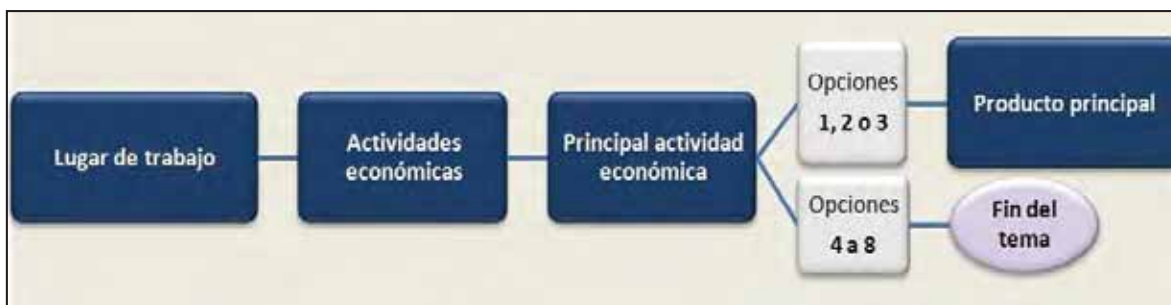 Lugar de trabajo
Actividades
económicas
Principal actividad
económica
Opciones
1, 2 o 3
Producto principal
Opciones
4 a 8
Fin del
tema